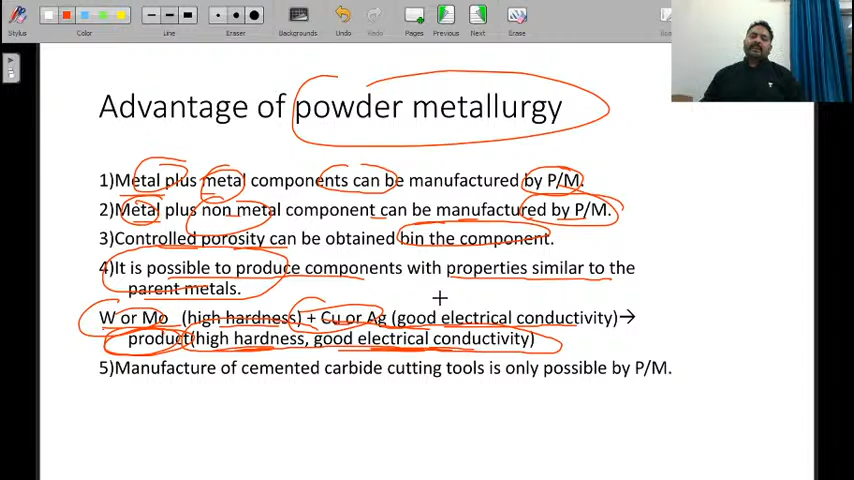 Stylus
Color
Line
Eraser
Backgrounds
Undo
Redo
Pages
Previous
Next
Erase
Advantage of powder metallurgy
1)Metal plus metal components can be manufactured by P/M.
2)Metal plus non metal component can be manufactured by P/M.
3)Controlled porosity can be obtained bin the component.
4)It is possible to produce components with properties similar to the
parent metals.
W or Mo (high hardness) + Cu or Ag (good electrical conductivity)→
product(high hardness, good electrical conductivity)
5)Manufacture of cemented carbide cutting tools is only possible by P/M.